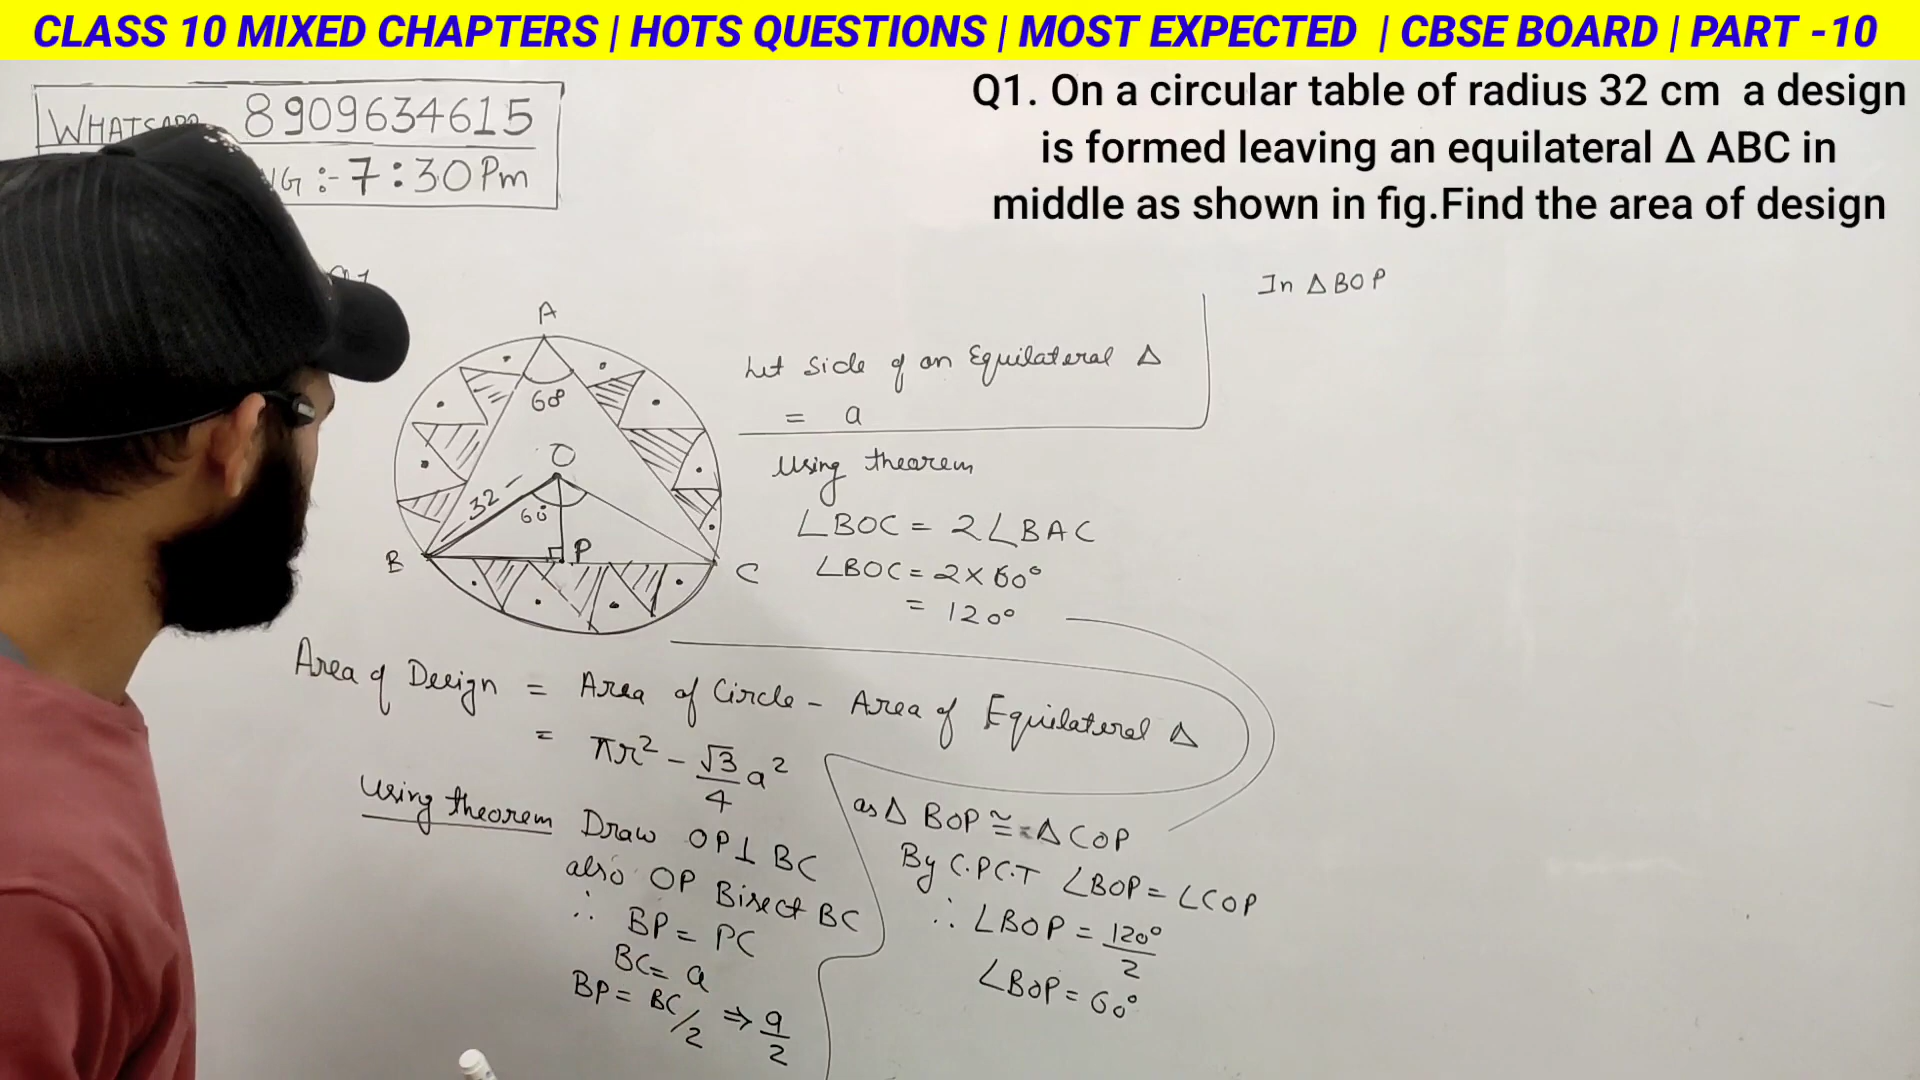 CLASS 10 MIXED CHAPTERS | HOTS QUESTIONS | MOST EXPECTED | CBSE BOARD | PART -10
Q1. On a circular table of radius 32 cm a design
is formed leaving an equilateral Δ ABC in
middle as shown in fig.Find the area of design
WHATSAPP 8909634615
:- 7:30 Pm
A
60°
O
32
60°
B
P
C
Let Side of an Equilateral Δ
= a
Using theorem
∠BOC = 2∠BAC
∠BOC = 2×60°
= 120°
In ΔBOP
Area of Design = Area of Circle - Area of Equilateral Δ
= πr² - √3/4 a²
Using theorem Draw OP⊥BC
also OP Bisect BC
∴ BP = PC
BC = a
BP = BC/2 ⇒ a/2
as Δ BOP ≅ ΔCOP
By C.P.C.T ∠BOP = ∠COP
∴ ∠BOP = 120°/2
∠BOP = 60°